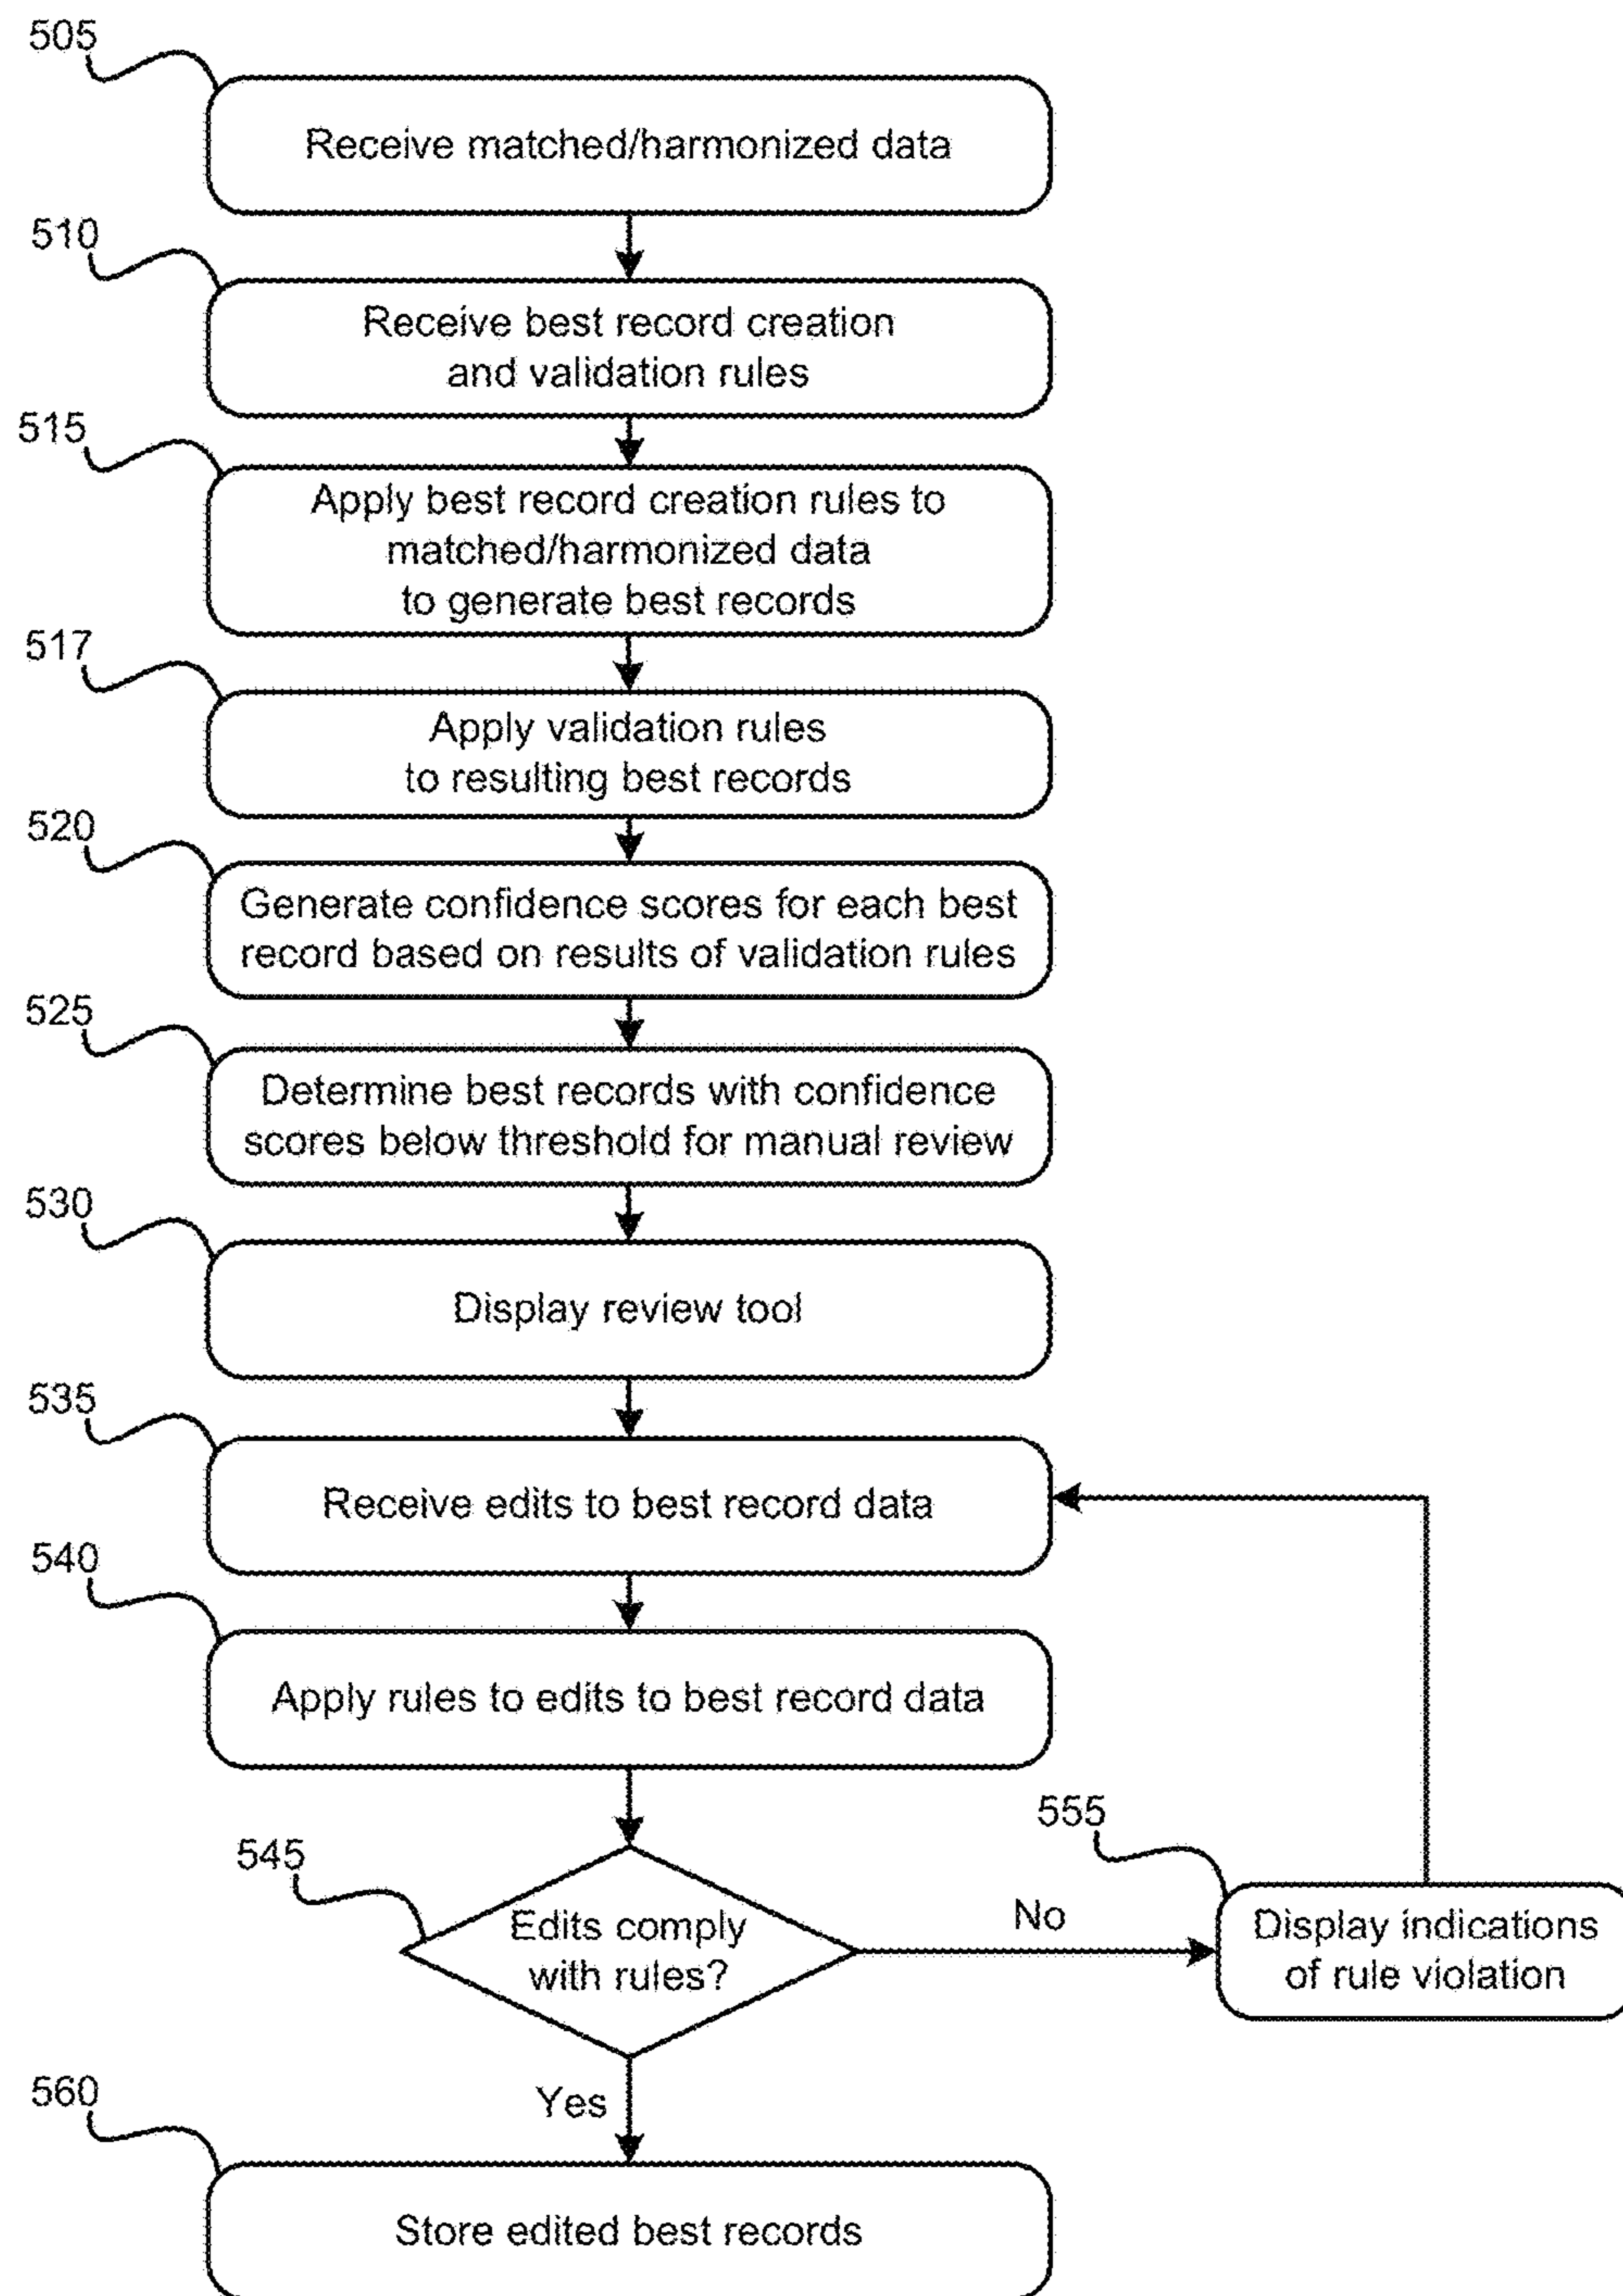 505
Receive matched/harmonized data
510
Receive best record creation
and validation rules
515
Apply best record creation rules to
matched/harmonized data
to generate best records
517
Apply validation rules
to resulting best records
520
Generate confidence scores for each best
record based on results of validation rules
525
Determine best records with confidence
scores below threshold for manual review
530
Display review tool
535
Receive edits to best record data
540
Apply rules to edits to best record data
545
Edits comply
with rules?
No
555
Display indications
of rule violation
Yes
560
Store edited best records